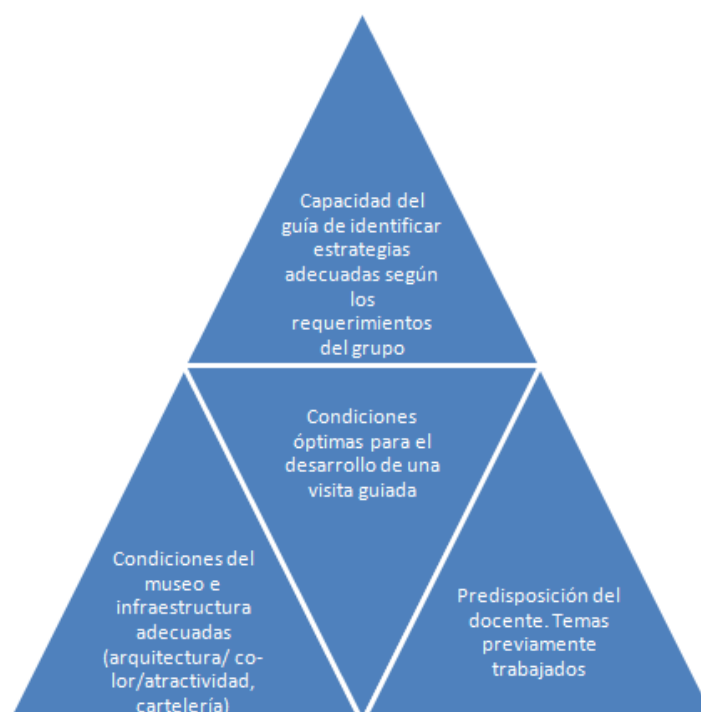 Capacidad del
guía de identificar
estrategias
adecuadas según
los
requerimientos
del grupo
Condiciones
óptimas para el
desarrollo de una
visita guiada
Condiciones del
museo e
infraestructura
adecuadas
(arquitectura/ co-
lor/atractividad,
cartelería)
Predisposición del
docente. Temas
previamente
trabajados